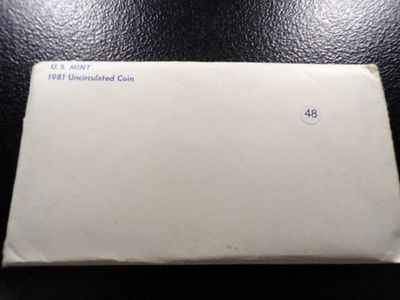 U.S. MINT
1981 Uncirculated Coin
48